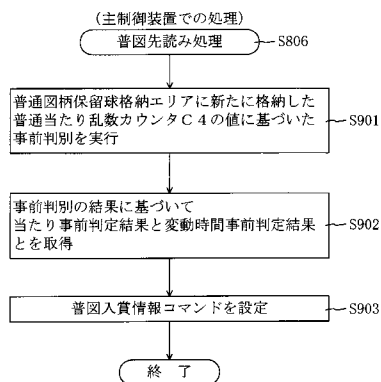 (主制御装置での処理)
普図先読み処理
S806
普通図柄保留球格納エリアに新たに格納した
普通当たり乱数カウンタC4の値に基づいた
事前判別を実行
S901
事前判別の結果に基づいて
当たり事前判定結果と変動時間事前判定結果
とを取得
S902
普図入賞情報コマンドを設定
S903
終了